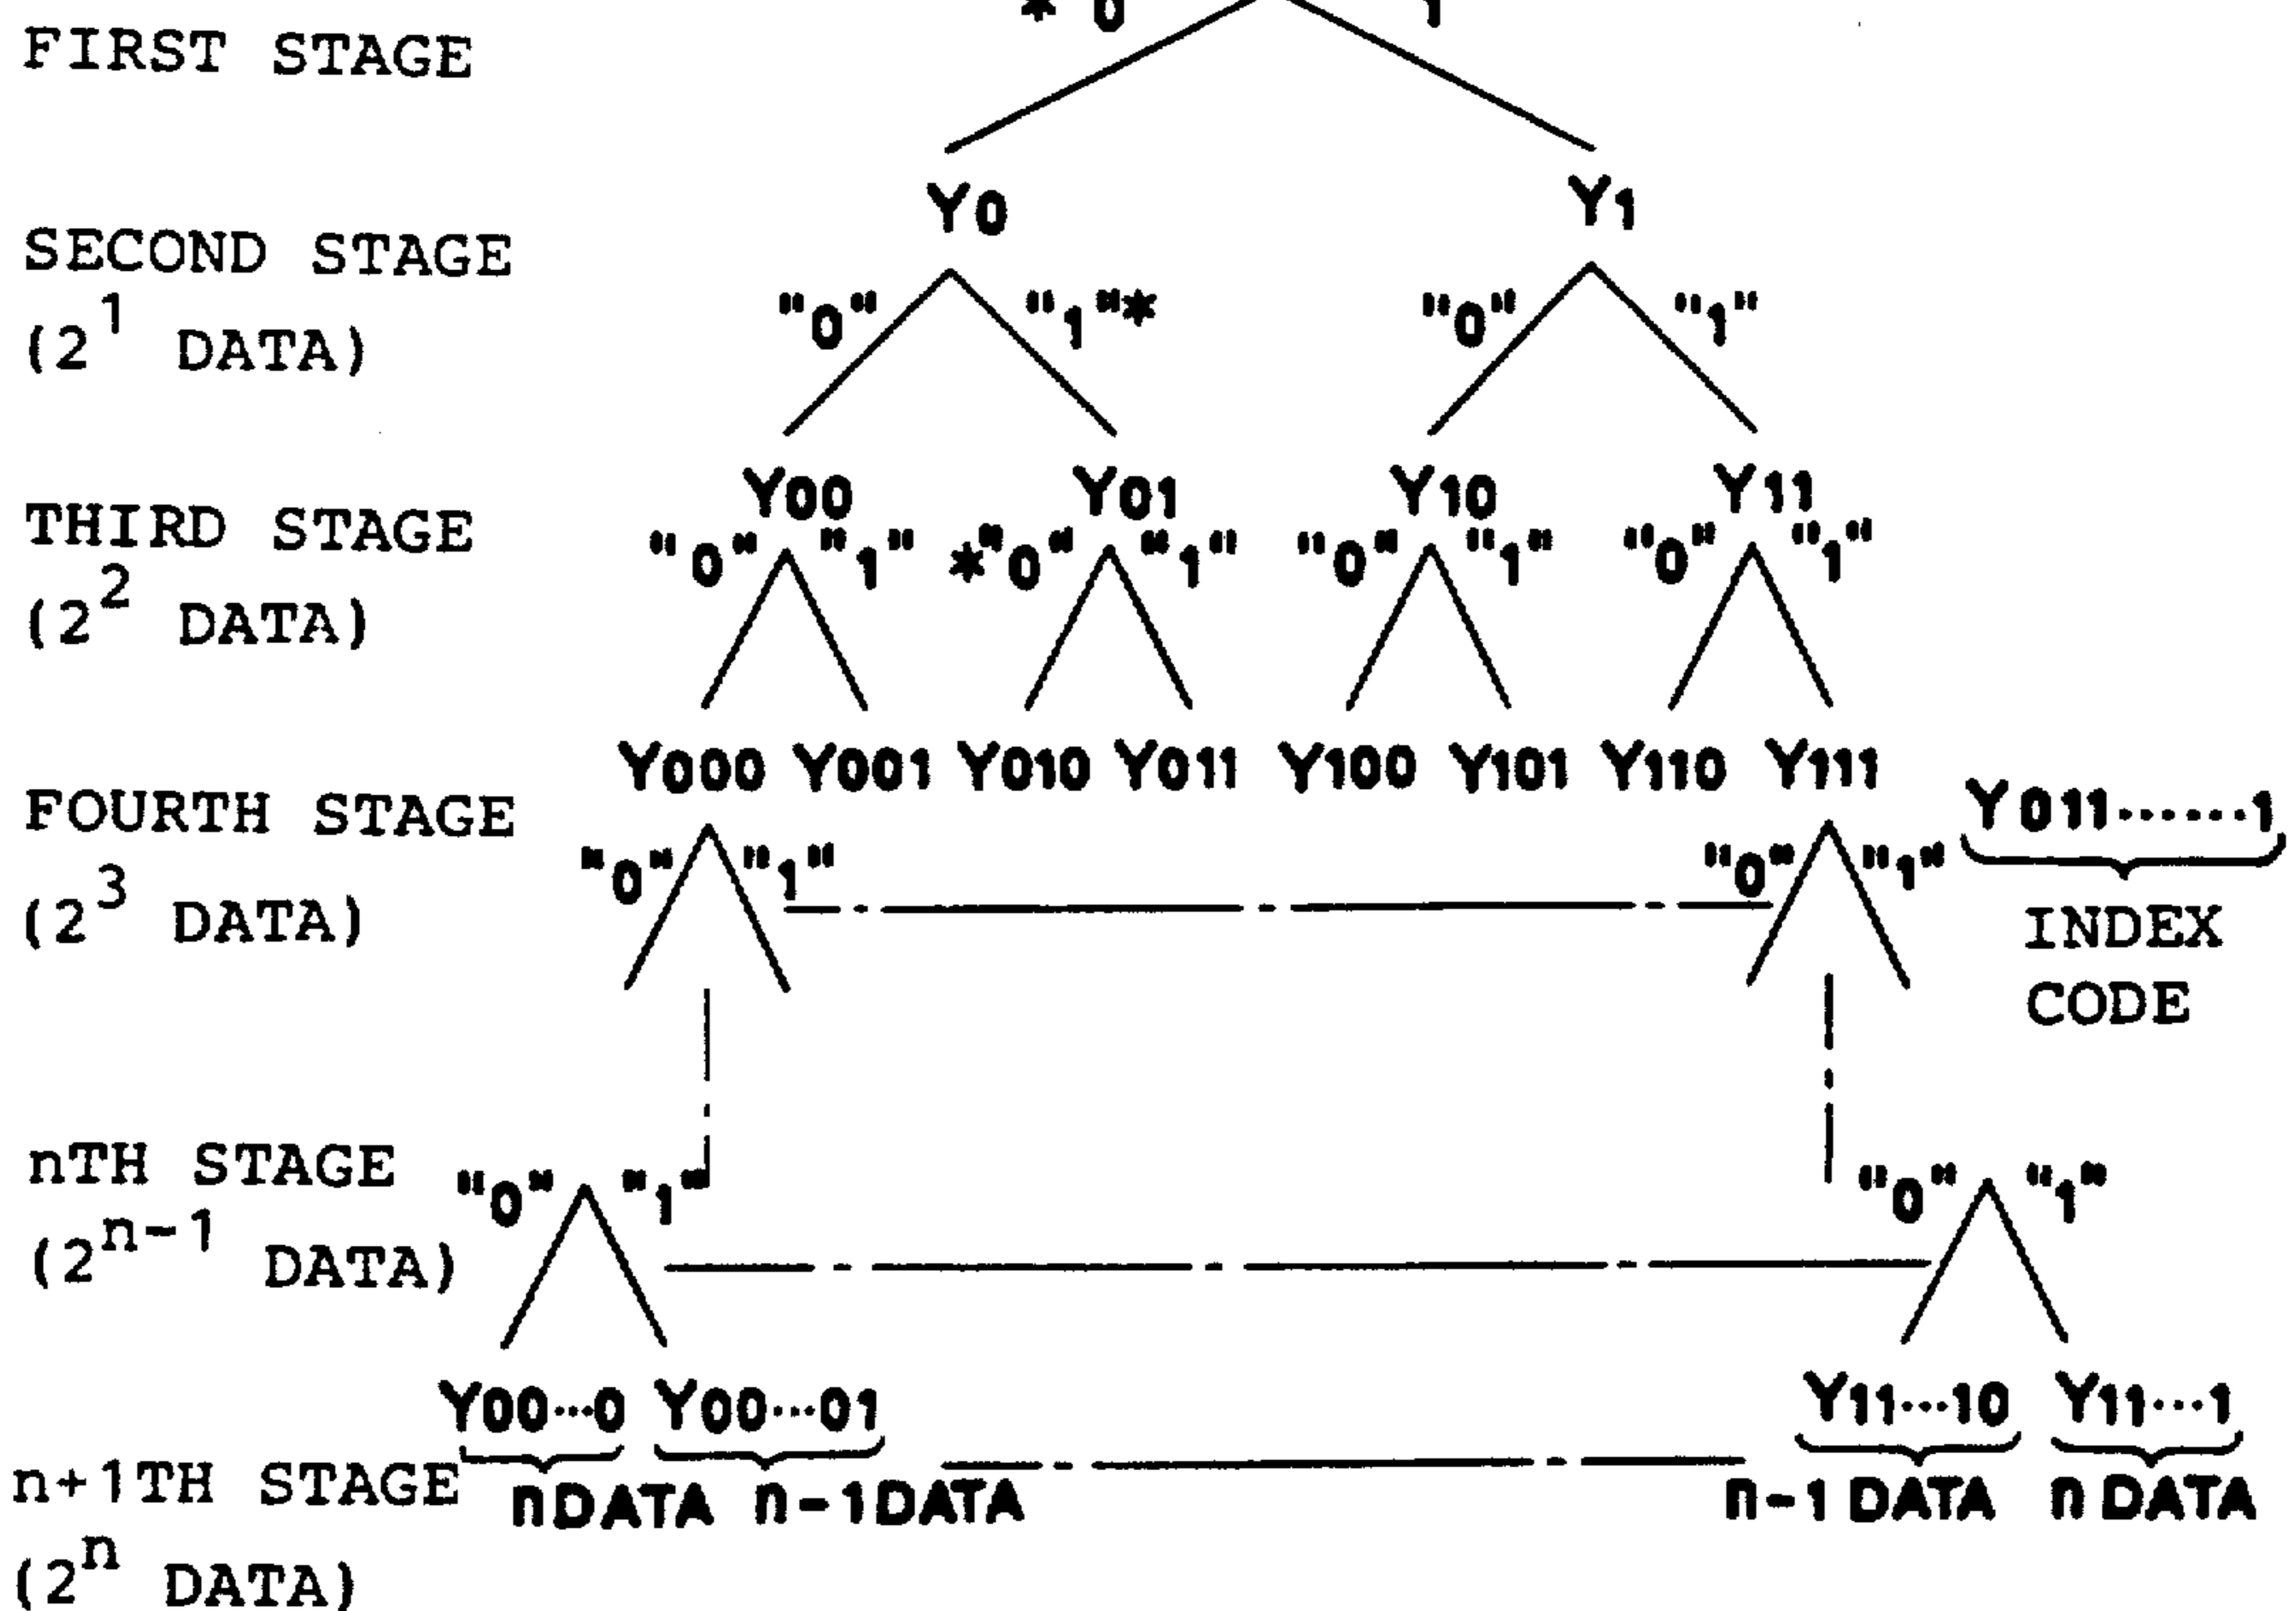 * 0 1
FIRST STAGE
Y0 Y1
SECOND STAGE
"0" "1"* "0" "1"
(2^1 DATA)
Y00 Y01 Y10 Y11
THIRD STAGE
"0" "1" *"0" "1" "0" "1" "0" "1"
(2^2 DATA)
Y000 Y001 Y010 Y011 Y100 Y101 Y110 Y111
FOURTH STAGE
Y011······1
"0" "1" "0" "1"
(2^3 DATA)
INDEX
CODE
nTH STAGE
"0" "1" "0" "1"
(2^n-1 DATA)
Y00···0 Y00···01 Y11···10 Y11···1
n+1TH STAGE
nDATA n-1DATA n-1 DATA n DATA
(2^n DATA)